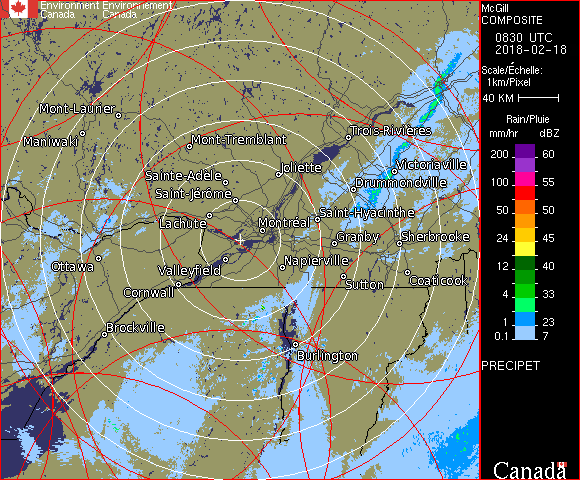 Environment Environnement
Canada Canada
McGill
COMPOSITE
0830 UTC
2018-02-18
Scale/Échelle:
1km/Pixel
40 KM
Rain/Pluie
mm/hr dBZ
200 60
100 55
50 50
24 45
12 40
4 33
1 23
0.1 7
PRECIPET
Canada
Mont-Laurier
Maniwaki
Mont-Tremblant
Trois-Rivières
Sainte-Adèle
Joliette
Victoriaville
Saint-Jérôme
Drummondville
Lachute
Montréal
Saint-Hyacinthe
Granby
Sherbrooke
Ottawa
Valleyfield
Napierville
Cornwall
Sutton
Coaticook
Brockville
Burlington